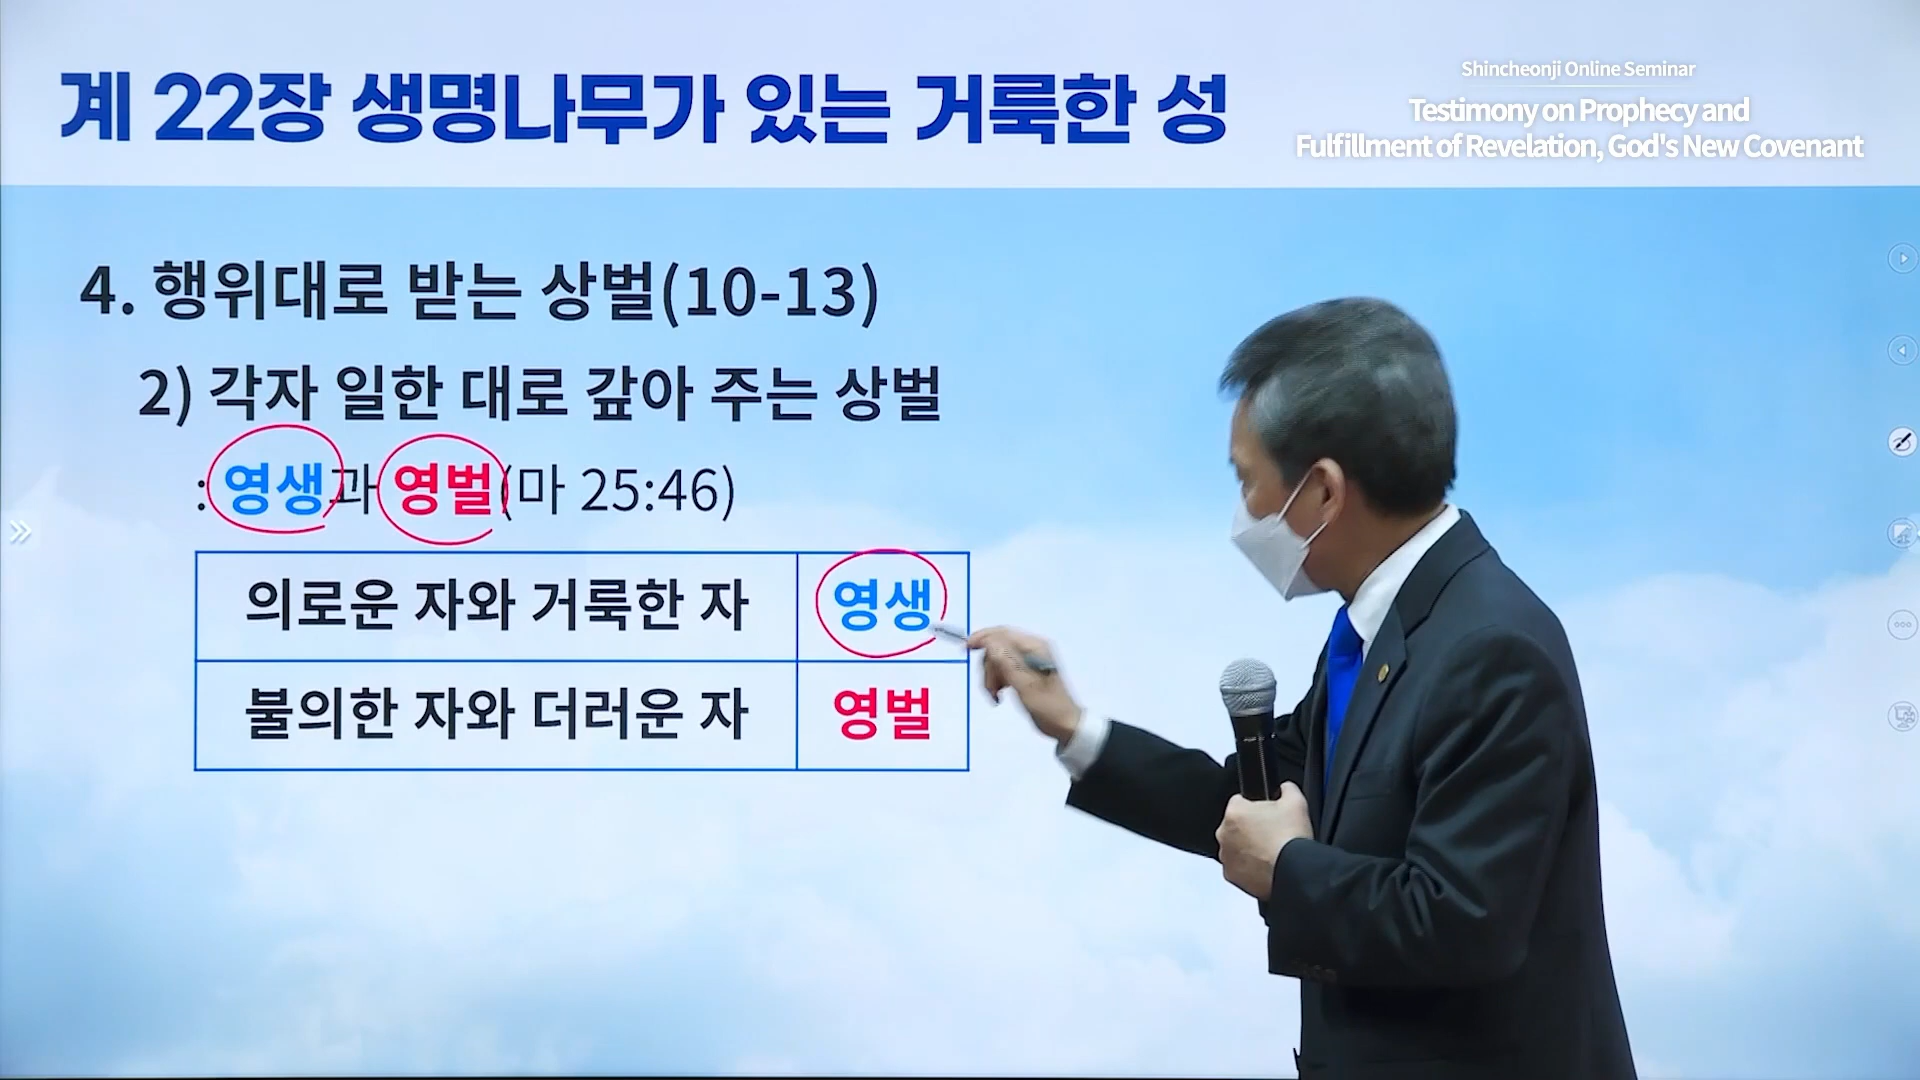 계 22장 생명나무가 있는 거룩한 성
Shincheonji Online Seminar
Testimony on Prophecy and
Fulfillment of Revelation, God's New Covenant
4. 행위대로 받는 상벌(10-13)
2) 각자 일한 대로 갚아 주는 상벌
: 영생과 영벌(마 25:46)
의로운 자와 거룩한 자 영생
불의한 자와 더러운 자 영벌